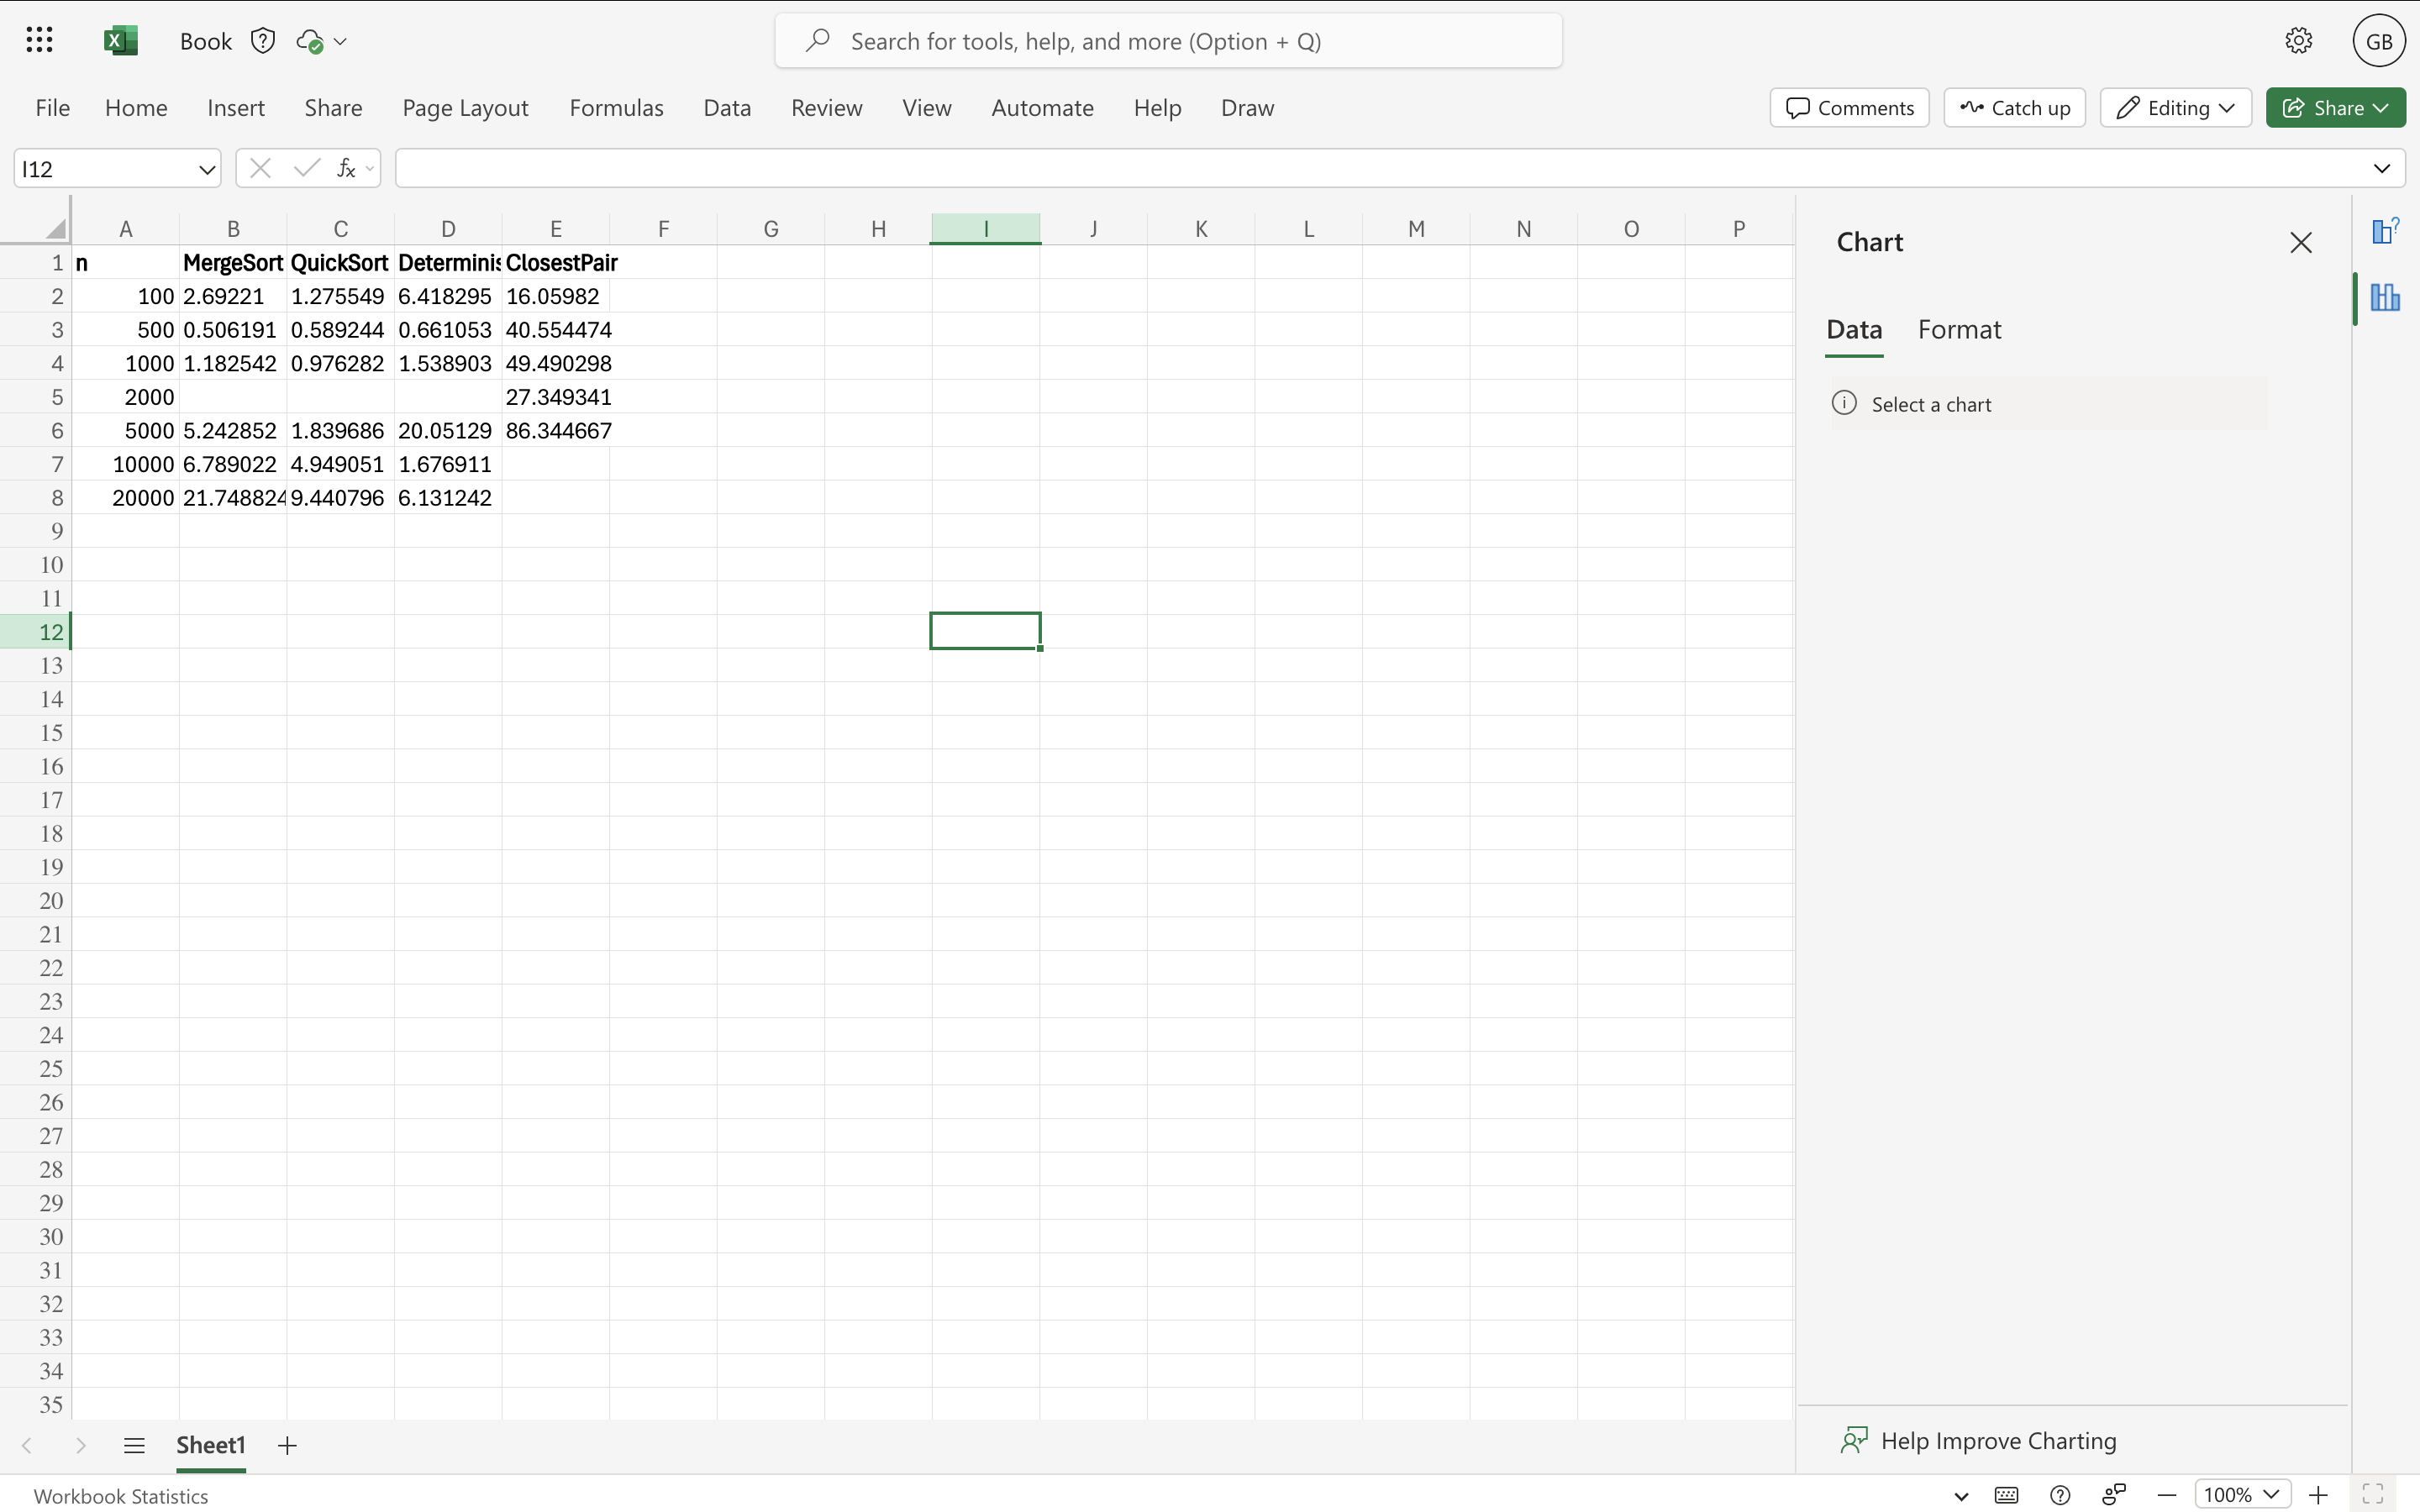 Book
Search for tools, help, and more (Option + Q)
GB
File Home Insert Share Page Layout Formulas Data Review View Automate Help Draw
Comments Catch up Editing Share
I12 fx
A B C D E F G H I J K L M N O P
1 n MergeSort QuickSort Determinis ClosestPair
2 100 2.69221 1.275549 6.418295 16.05982
3 500 0.506191 0.589244 0.661053 40.554474
4 1000 1.182542 0.976282 1.538903 49.490298
5 2000 27.349341
6 5000 5.242852 1.839686 20.05129 86.344667
7 10000 6.789022 4.949051 1.676911
8 20000 21.748824 9.440796 6.131242
9
10
11
12
13
14
15
16
17
18
19
20
21
22
23
24
25
26
27
28
29
30
31
32
33
34
35
Chart
Data Format
Select a chart
Help Improve Charting
Sheet1
Workbook Statistics
100%